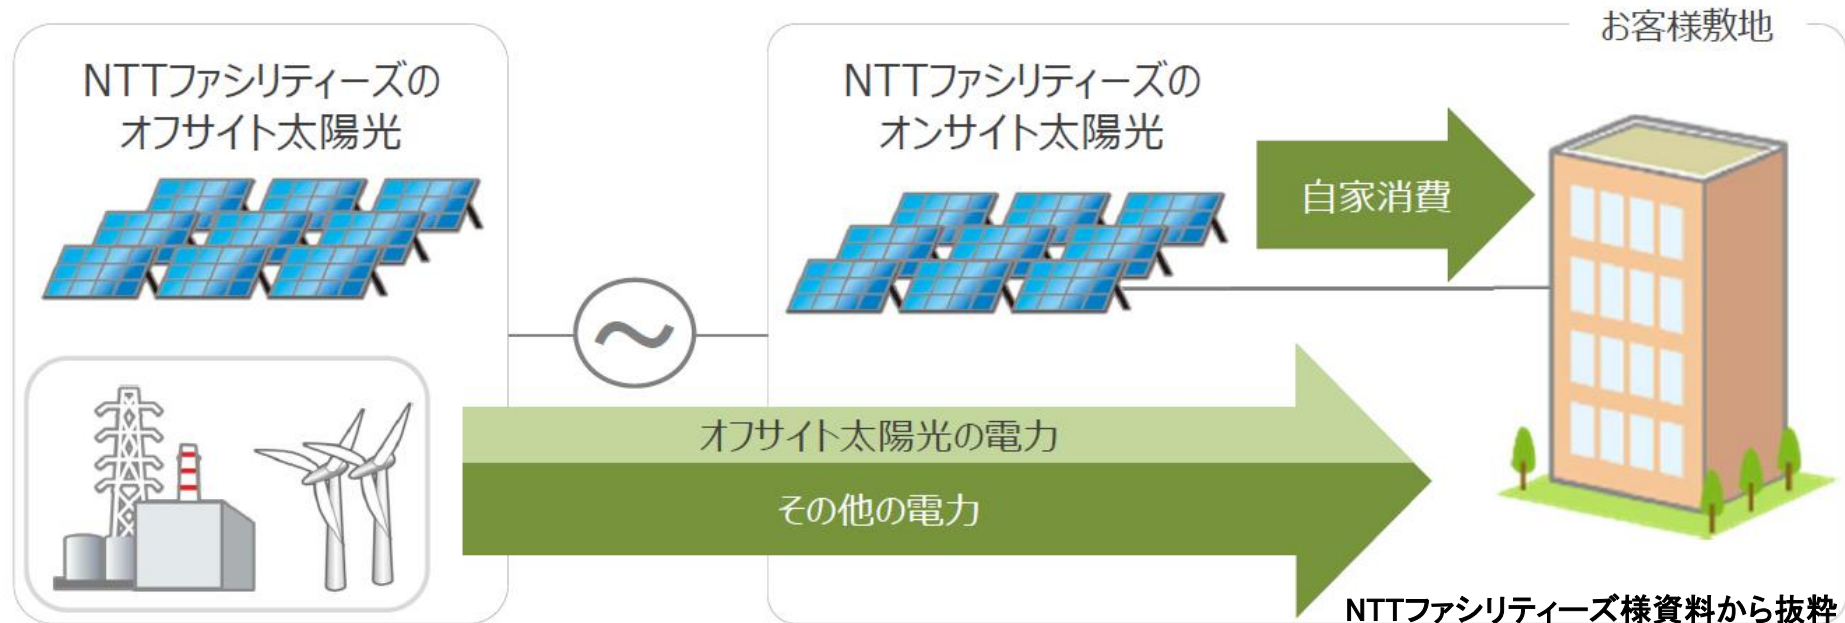 お客様敷地
NTTファシリティーズの
オフサイト太陽光
NTTファシリティーズの
オンサイト太陽光
自家消費
～
オフサイト太陽光の電力
その他の電力
NTTファシリティーズ様資料から抜粋